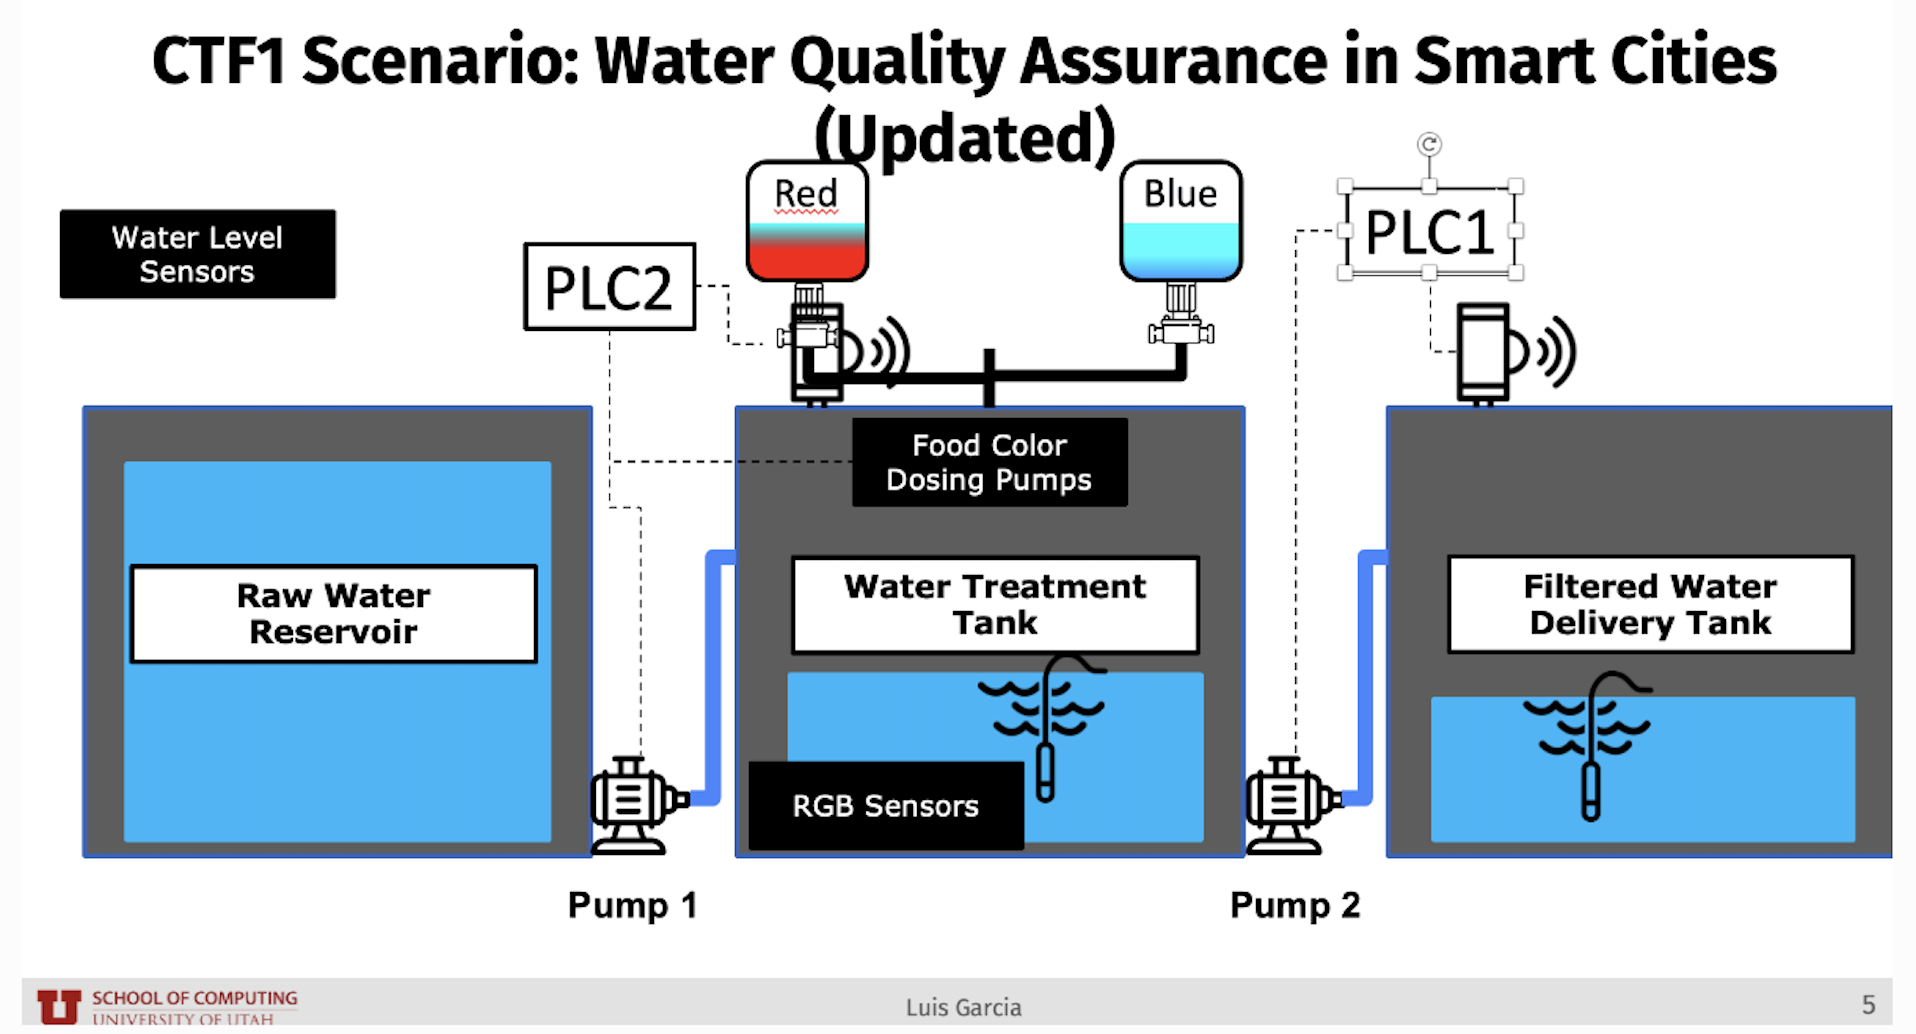 CTF1 Scenario: Water Quality Assurance in Smart Cities
(Updated)
Red
Blue
Water Level
Sensors
PLC2
PLC1
Food Color
Dosing Pumps
Raw Water
Reservoir
Water Treatment
Tank
Filtered Water
Delivery Tank
RGB Sensors
Pump 1
Pump 2
U
SCHOOL OF COMPUTING
UNIVERSITY OF UTAH
Luis Garcia
5